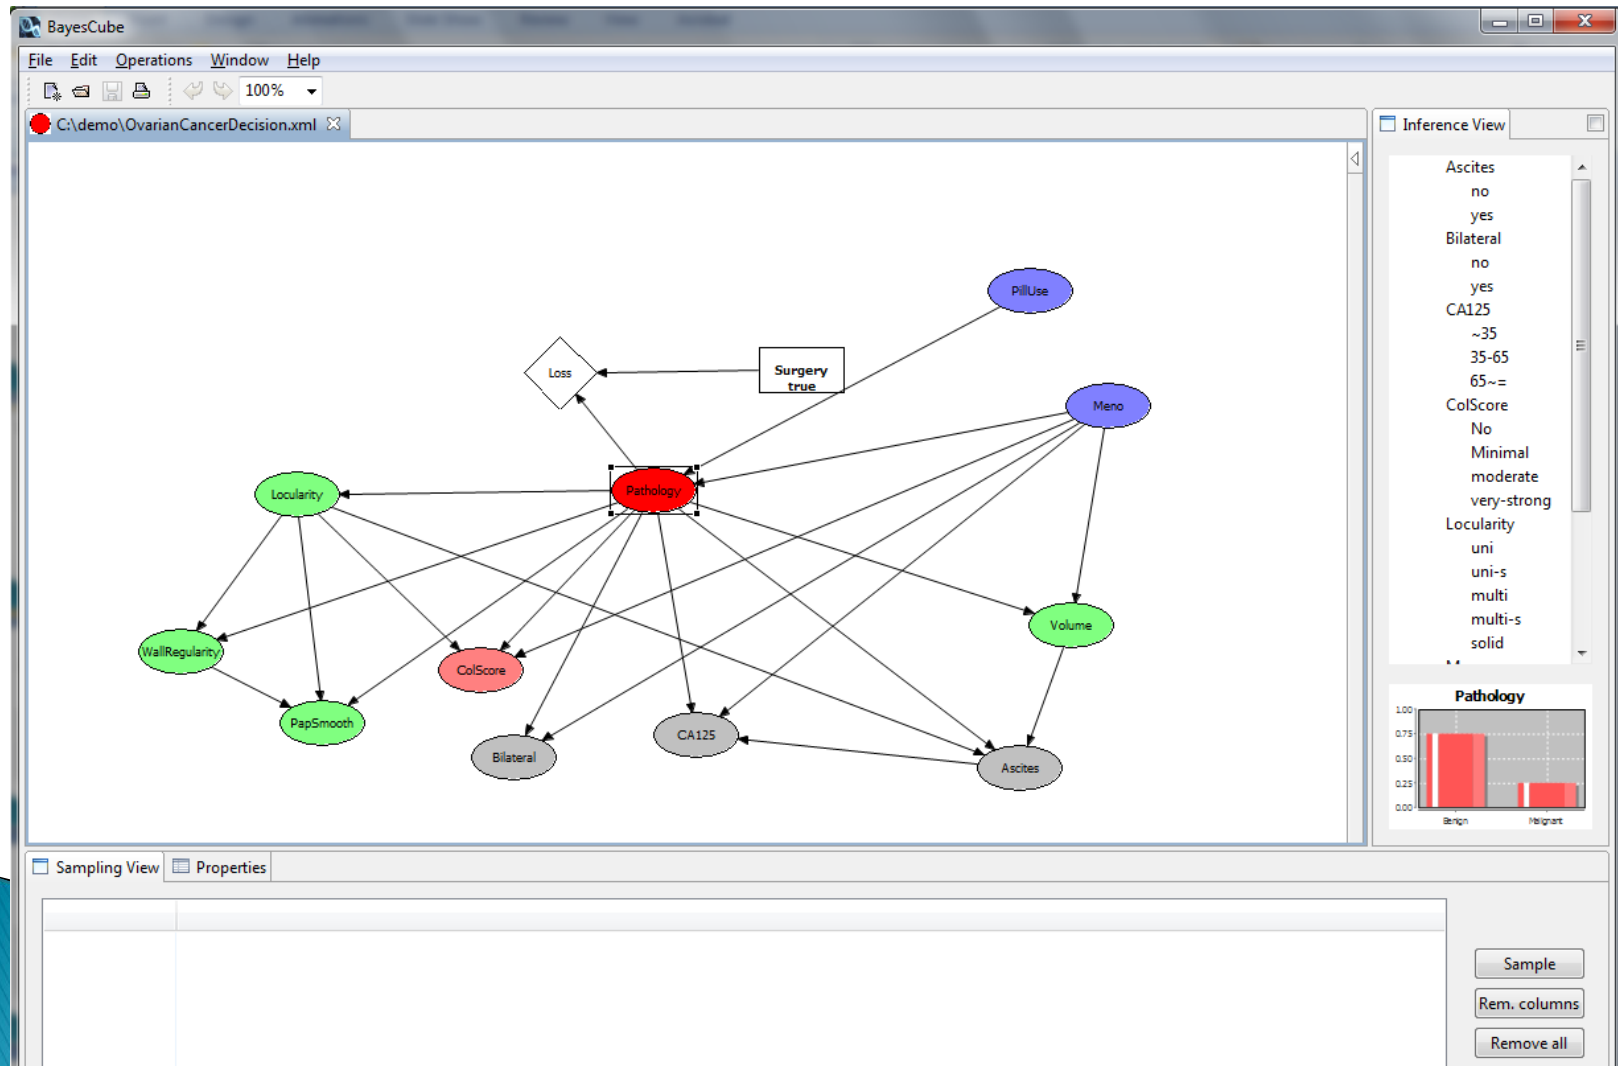 BayesCube
File Edit Operations Window Help
100%
C:\demo\OvarianCancerDecision.xml
Inference View
Ascites
no
yes
Bilateral
no
yes
CA125
~35
35-65
65~=
ColScore
No
Minimal
moderate
very-strong
Locularity
uni
uni-s
multi
multi-s
solid
PillUse
Loss
Surgery
true
Meno
Locularity
Pathology
Volume
WallRegularity
ColScore
PapSmooth
Bilateral
CA125
Ascites
Pathology
1.00
0.75
0.50
0.25
0.00
Benign
Malignant
Sampling View
Properties
Sample
Rem. columns
Remove all